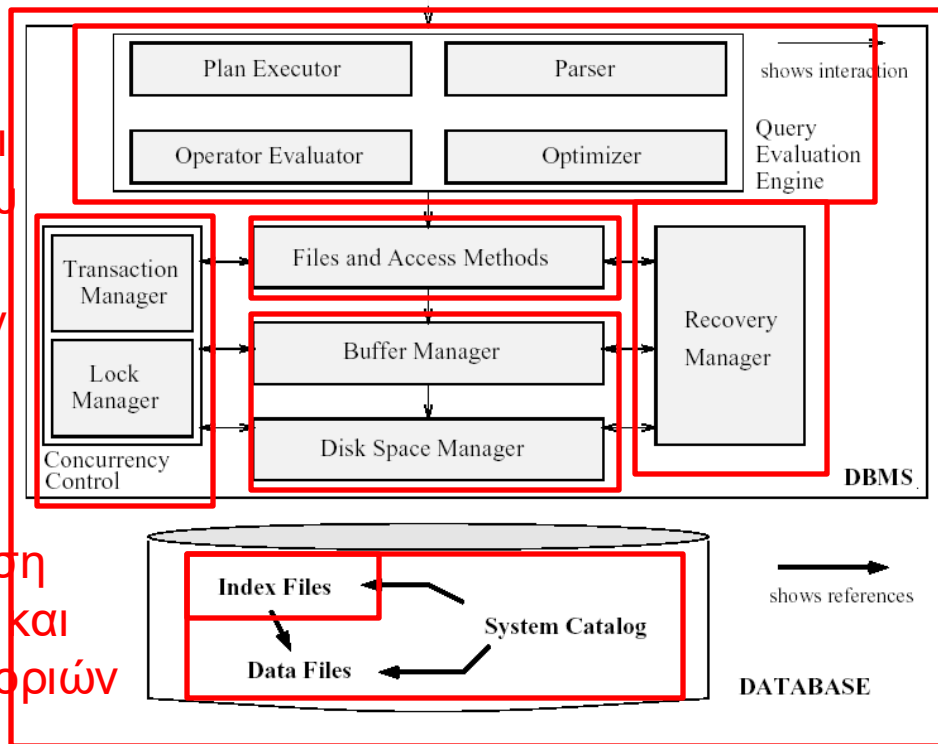 Plan Executor
Parser
shows interaction
Operator Evaluator
Optimizer
Query
Evaluation
Engine
Transaction
Manager
Files and Access Methods
Recovery
Manager
Buffer Manager
Lock
Manager
Disk Space Manager
Concurrency
Control
DBMS
Index Files
shows references
και
System Catalog
Data Files
DATABASE